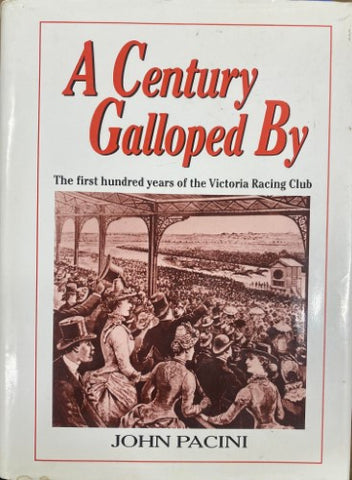 A Century
Galloped By
The first hundred years of the Victoria Racing Club
JOHN PACINI